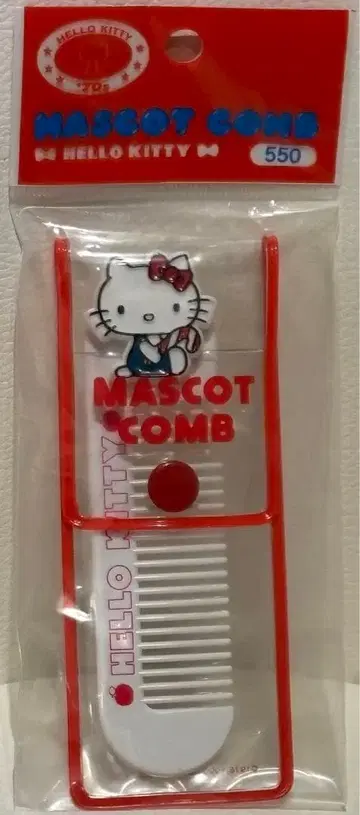 HELLO KITTY
'70s
MASCOT COMB
HELLO KITTY
550
MASCOT
COMB
HELLO KITTY